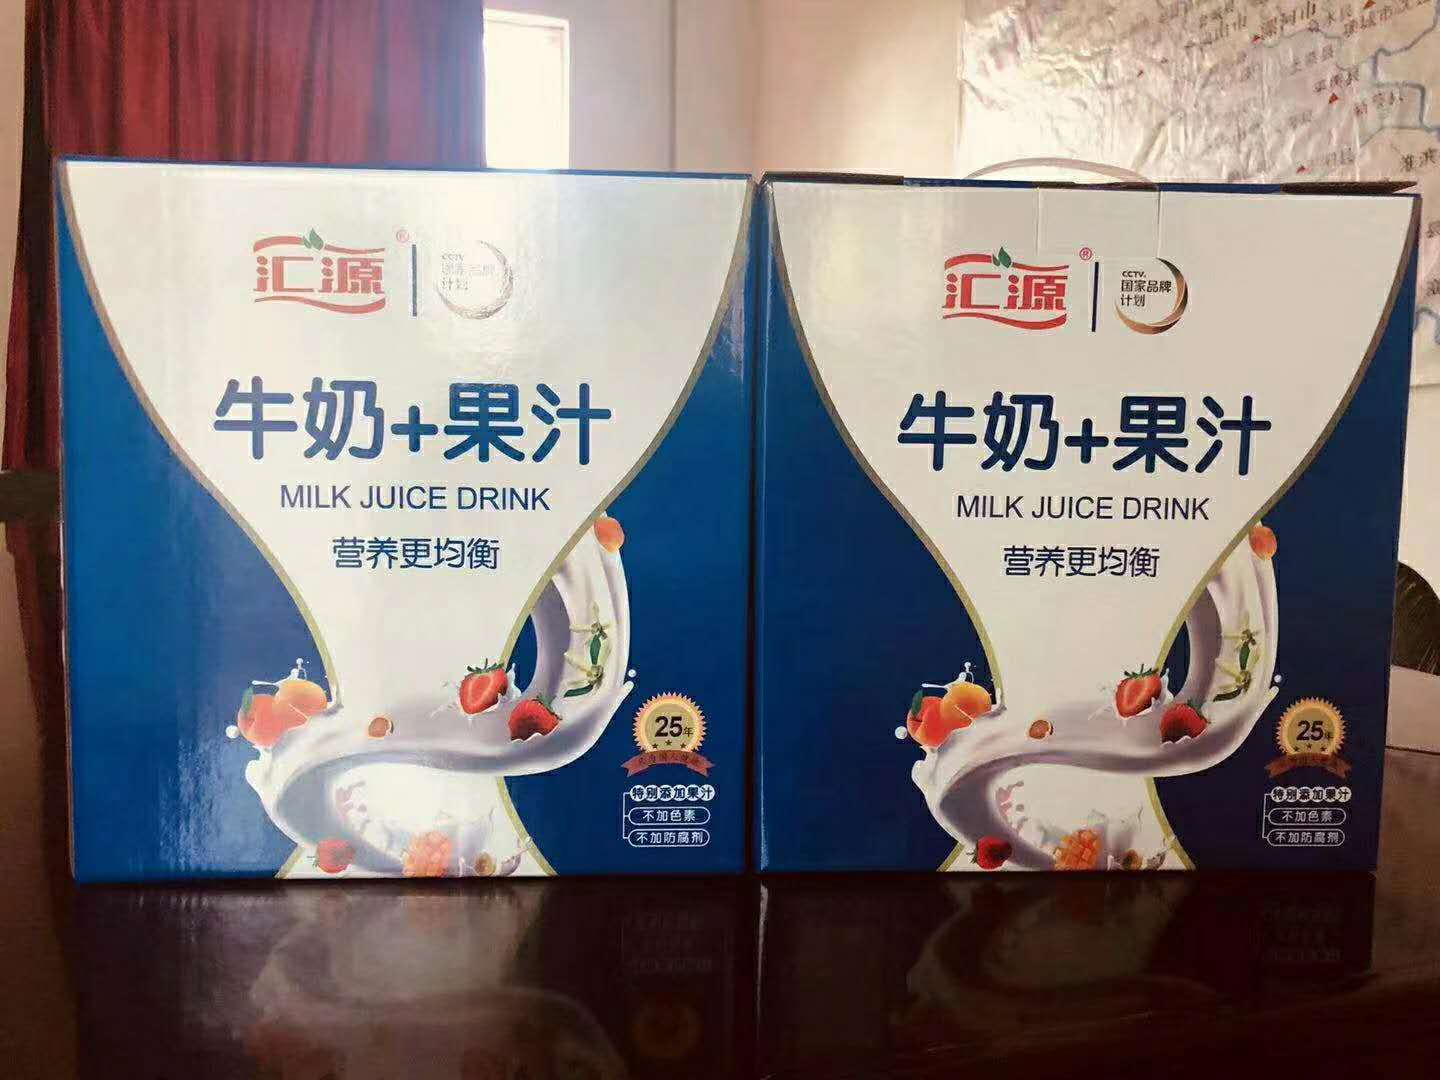 汇源®
CCTV.
国家品牌
计划
牛奶+果汁
MILK JUICE DRINK
营养更均衡
25年
特别添加果汁
不加色素
不加防腐剂
汇源®
CCTV.
国家品牌
计划
牛奶+果汁
MILK JUICE DRINK
营养更均衡
25年
特别添加果汁
不加色素
不加防腐剂